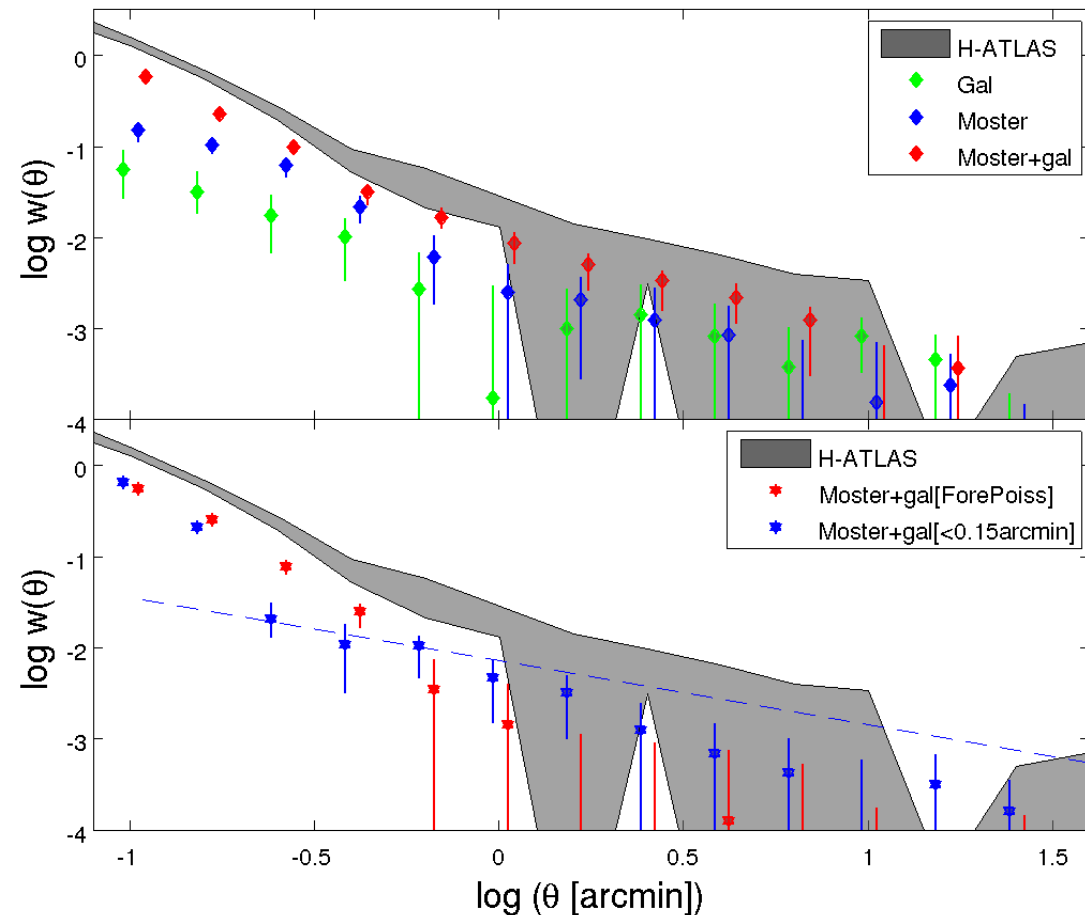 0
-1
-2
-3
-4
log w(θ)
H-ATLAS
Gal
Moster
Moster+gal
0
-1
-2
-3
-4
log w(θ)
H-ATLAS
Moster+gal[ForePoiss]
Moster+gal[<0.15arcmin]
-1 -0.5 0 0.5 1 1.5
log (θ [arcmin])